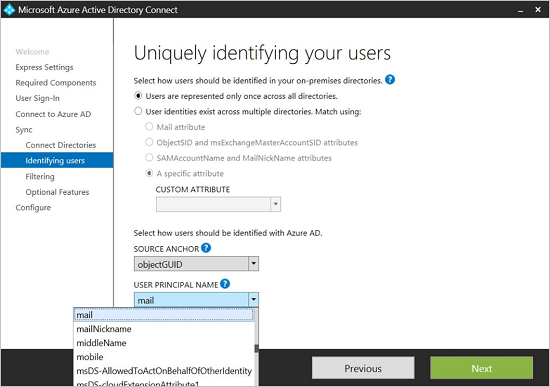 Microsoft Azure Active Directory Connect
Welcome
Express Settings
Required Components
User Sign-In
Connect to Azure AD
Sync
Connect Directories
Identifying users
Filtering
Optional Features
Configure
Uniquely identifying your users
Select how users should be identified in your on-premises directories. ?
Users are represented only once across all directories.
User identities exist across multiple directories. Match using:
Mail attribute
ObjectSID and msExchangeMasterAccountSID attributes
SAMAccountName and MailNickName attributes
A specific attribute
CUSTOM ATTRIBUTE
Select how users should be identified with Azure AD.
SOURCE ANCHOR ?
objectGUID
USER PRINCIPAL NAME ?
mail
mail
mailNickname
middleName
mobile
msDS-AllowedToActOnBehalfOfOtherIdentity
msDS-cloudExtensionAttribute1
Previous
Next